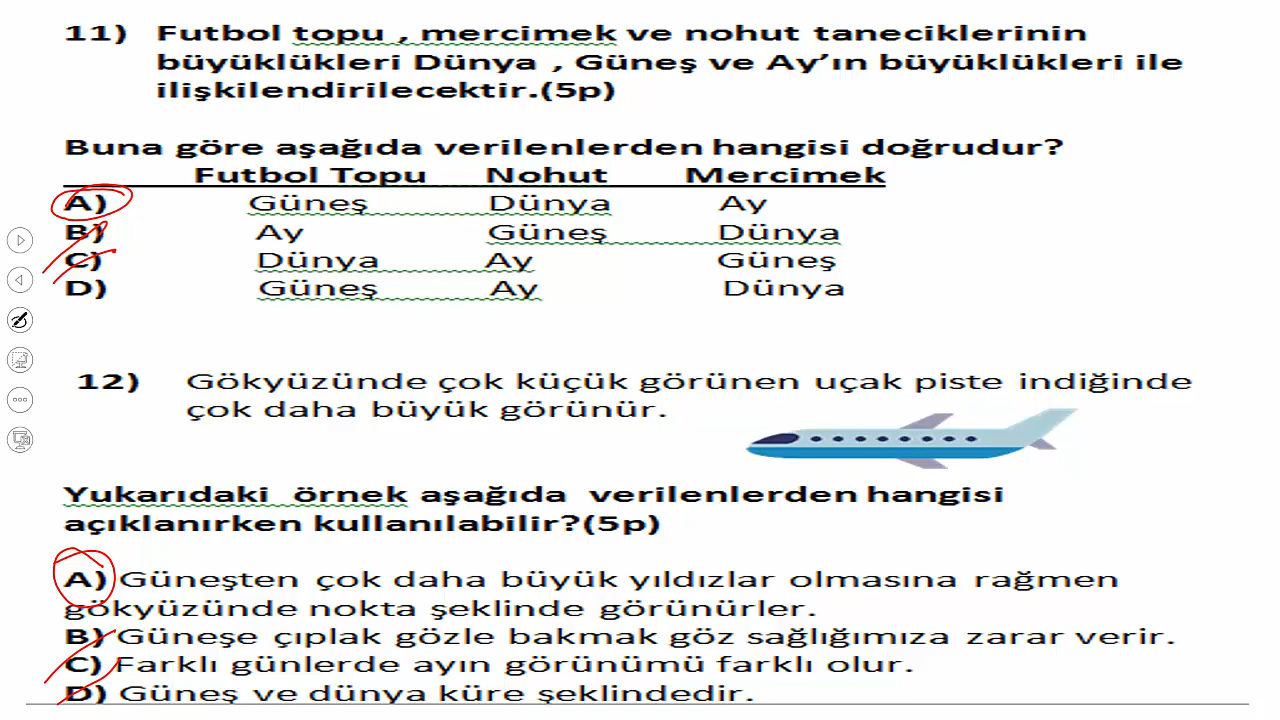 11) Futbol topu , mercimek ve nohut taneciklerinin
büyüklükleri Dünya , Güneş ve Ay’ın büyüklükleri ile
ilişkilendirilecektir.(5p)
Buna göre aşağıda verilenlerden hangisi doğrudur?
Futbol Topu Nohut Mercimek
A) Güneş Dünya Ay
B) Ay Güneş Dünya
C) Dünya Ay Güneş
D) Güneş Ay Dünya
12) Gökyüzünde çok küçük görünen uçak piste indiğinde
çok daha büyük görünür.
Yukarıdaki örnek aşağıda verilenlerden hangisi
açıklanırken kullanılabilir?(5p)
A) Güneşten çok daha büyük yıldızlar olmasına rağmen
gökyüzünde nokta şeklinde görünürler.
B) Güneşe çıplak gözle bakmak göz sağlığımıza zarar verir.
C) Farklı günlerde ayın görünümü farklı olur.
D) Güneş ve dünya küre şeklindedir.